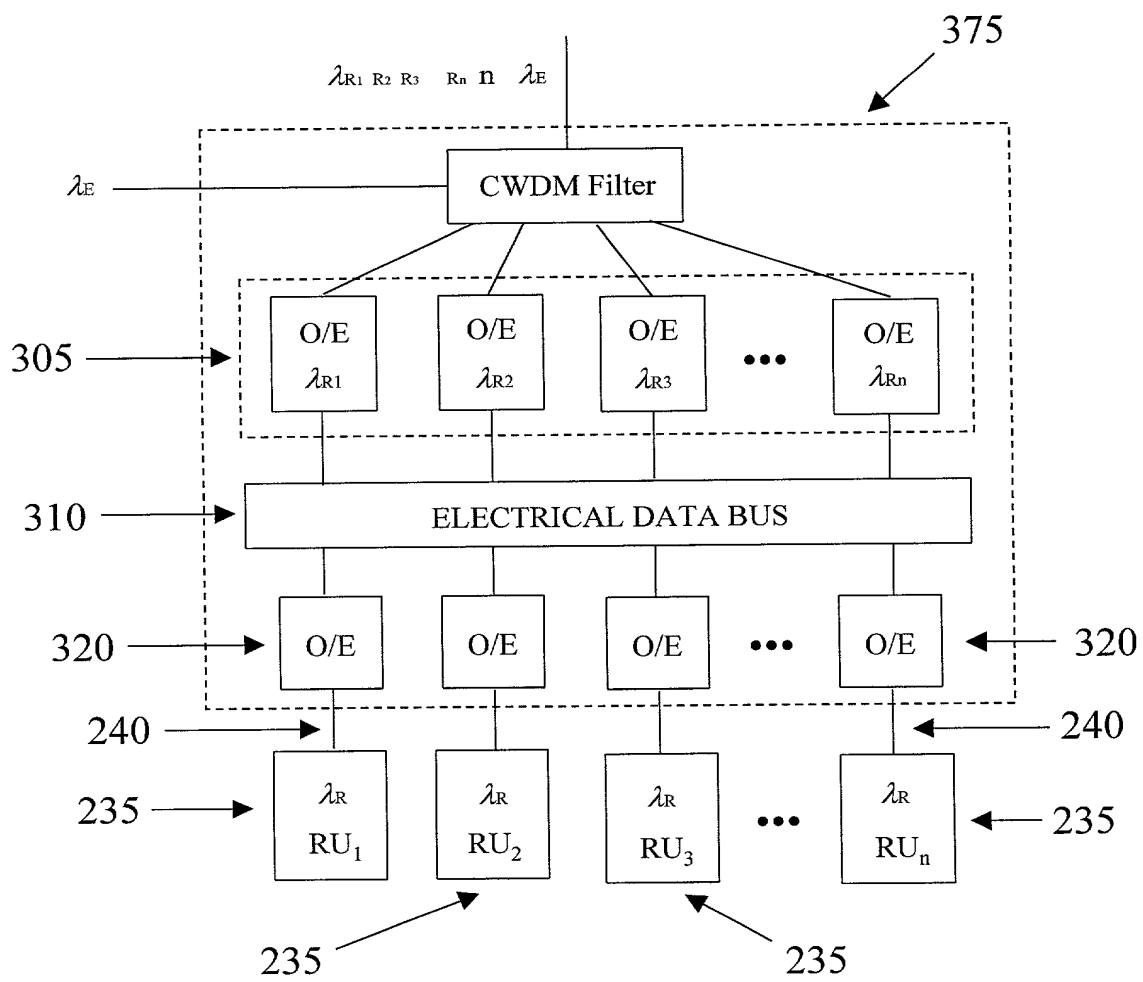 375
λR1 R2 R3 Rn n λE
CWDM Filter
λE
O/E O/E O/E ••• O/E
305
λR1 λR2 λR3 λRn
310
ELECTRICAL DATA BUS
320 O/E O/E O/E ••• O/E 320
240 240
λR λR λR λR
235 ••• 235
RU1 RU2 RU3 RUn
235 235